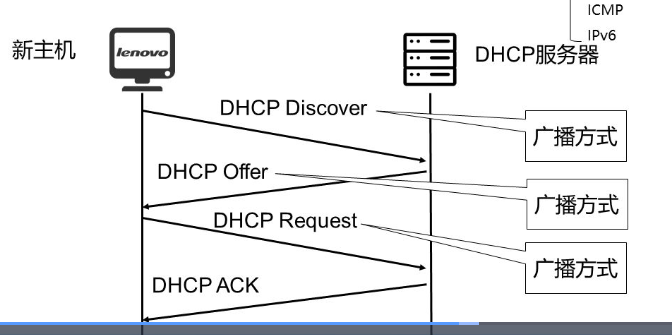 ICMP
IPv6
新主机
lenovo
DHCP服务器
DHCP Discover
广播方式
DHCP Offer
广播方式
DHCP Request
广播方式
DHCP ACK